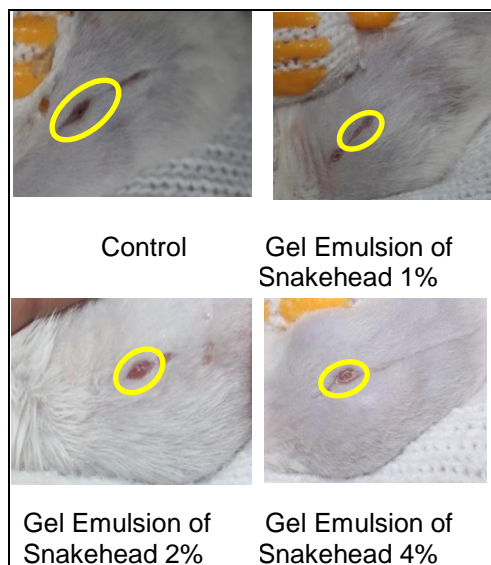 Control
Gel Emulsion of
Snakehead 1%
Gel Emulsion of
Snakehead 2%
Gel Emulsion of
Snakehead 4%